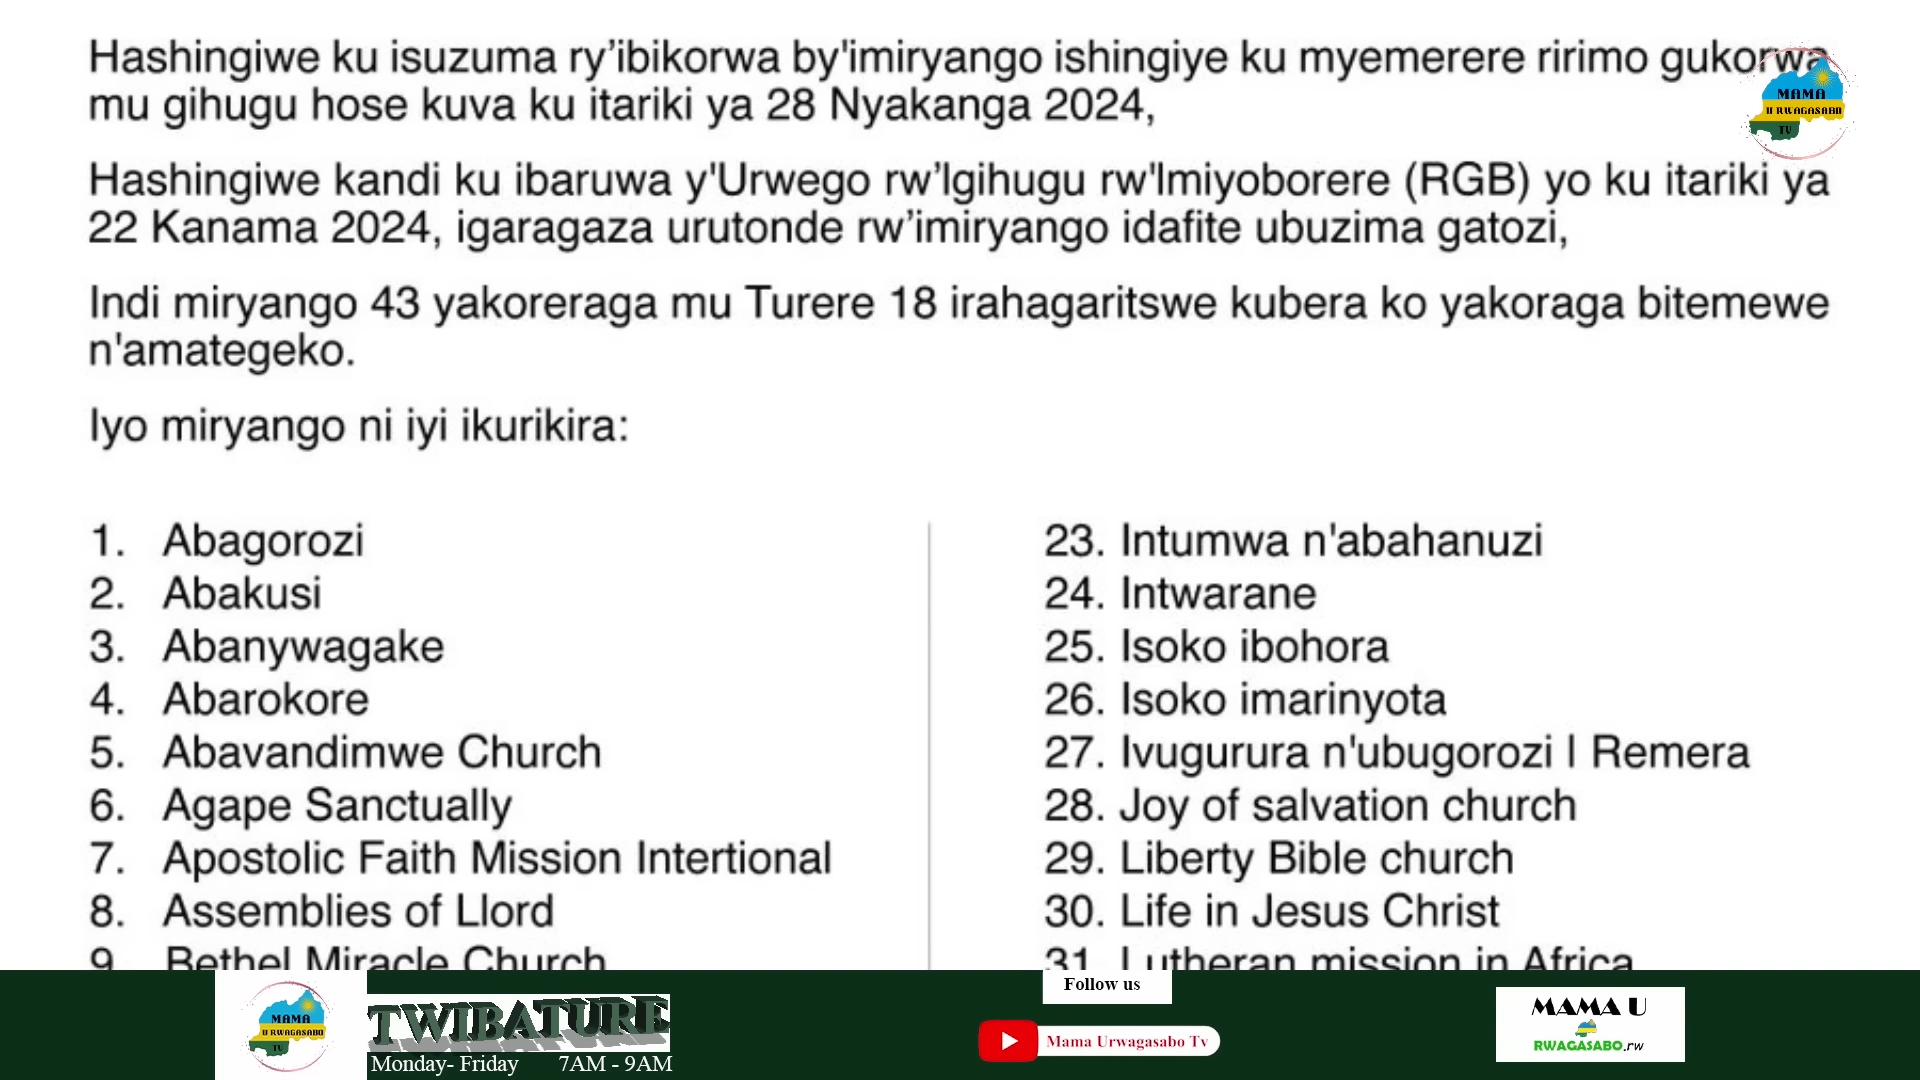 Hashingiwe ku isuzuma ry’ibikorwa by'imiryango ishingiye ku myemerere ririmo gukorwa
mu gihugu hose kuva ku itariki ya 28 Nyakanga 2024,
Hashingiwe kandi ku ibaruwa y'Urwego rw’Igihugu rw'Imiyoborere (RGB) yo ku itariki ya
22 Kanama 2024, igaragaza urutonde rw’imiryango idafite ubuzima gatozi,
Indi miryango 43 yakoreraga mu Turere 18 irahagaritswe kubera ko yakoraga bitemewe
n'amategeko.
Iyo miryango ni iyi ikurikira:
1. Abagorozi
2. Abakusi
3. Abanywagake
4. Abarokore
5. Abavandimwe Church
6. Agape Sanctually
7. Apostolic Faith Mission Intertional
8. Assemblies of Llord
9. Bethel Miracle Church
23. Intumwa n'abahanuzi
24. Intwarane
25. Isoko ibohora
26. Isoko imarinyota
27. Ivugurura n'ubugorozi I Remera
28. Joy of salvation church
29. Liberty Bible church
30. Life in Jesus Christ
31. Lutheran mission in Africa
MAMA
U RWAGASABO
TV
MAMA
U RWAGASABO
TV
TWIBATURE
Monday- Friday 7AM - 9AM
Follow us
Mama Urwagasabo Tv
MAMA U
RWAGASABO.rw